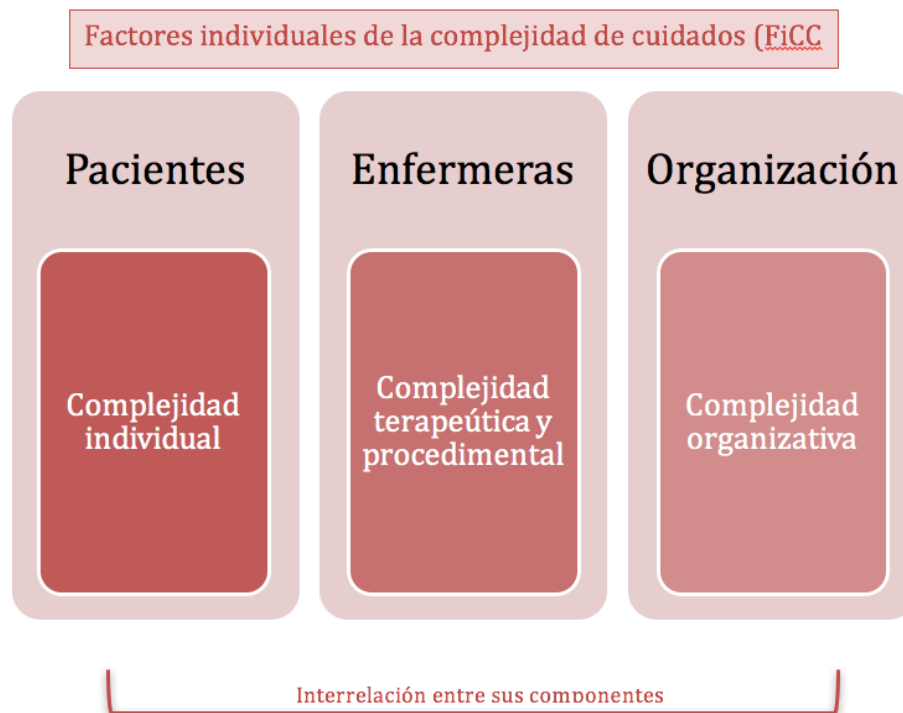 Factores individuales de la complejidad de cuidados (FiCC
Pacientes
Complejidad
individual
Enfermeras
Complejidad
terapeútica y
procedimental
Organización
Complejidad
organizativa
Interrelación entre sus componentes